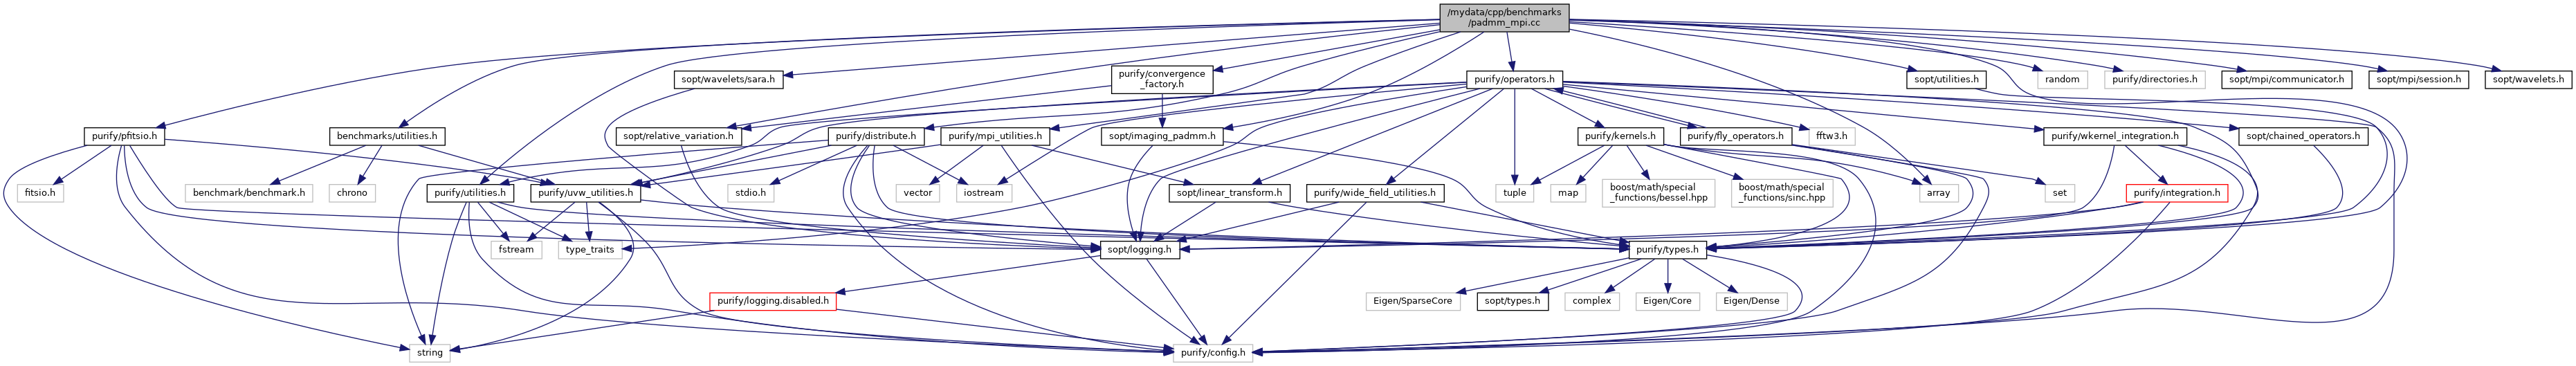 /mydata/cpp/benchmarks
/padmm_mpi.cc
sopt/wavelets/sara.h
purify/convergence
_factory.h
purify/operators.h
sopt/utilities.h
random
purify/directories.h
sopt/mpi/communicator.h
sopt/mpi/session.h
sopt/wavelets.h
purify/pfitsio.h
benchmarks/utilities.h
sopt/relative_variation.h
purify/distribute.h
purify/mpi_utilities.h
sopt/imaging_padmm.h
purify/kernels.h
purify/fly_operators.h
fftw3.h
purify/wkernel_integration.h
sopt/chained_operators.h
fitsio.h
benchmark/benchmark.h
chrono
purify/utilities.h
purify/uvw_utilities.h
stdio.h
vector
iostream
sopt/linear_transform.h
purify/wide_field_utilities.h
tuple
map
boost/math/special
_functions/bessel.hpp
boost/math/special
_functions/sinc.hpp
array
set
purify/integration.h
fstream
type_traits
sopt/logging.h
purify/types.h
purify/logging.disabled.h
Eigen/SparseCore
sopt/types.h
complex
Eigen/Core
Eigen/Dense
string
purify/config.h